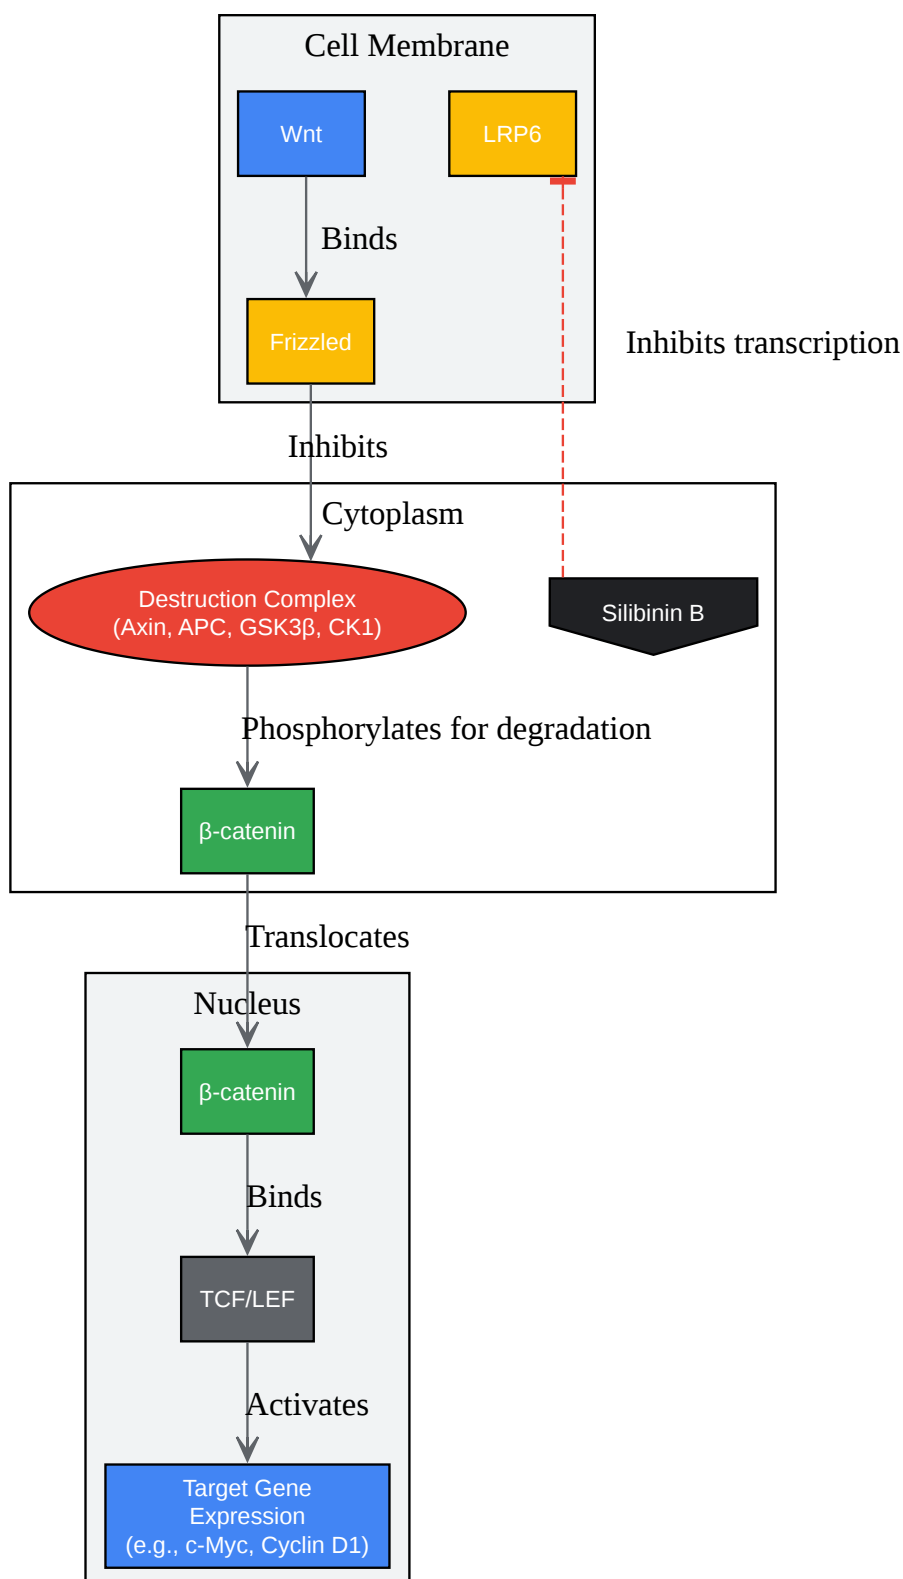 Cell Membrane
Wnt
LRP6
Binds
Frizzled
Inhibits transcription
Inhibits
Cytoplasm
Destruction Complex
(Axin, APC, GSK3β, CK1)
Silibinin B
Phosphorylates for degradation
β-catenin
Translocates
Nucleus
β-catenin
Binds
TCF/LEF
Activates
Target Gene
Expression
(e.g., c-Myc, Cyclin D1)